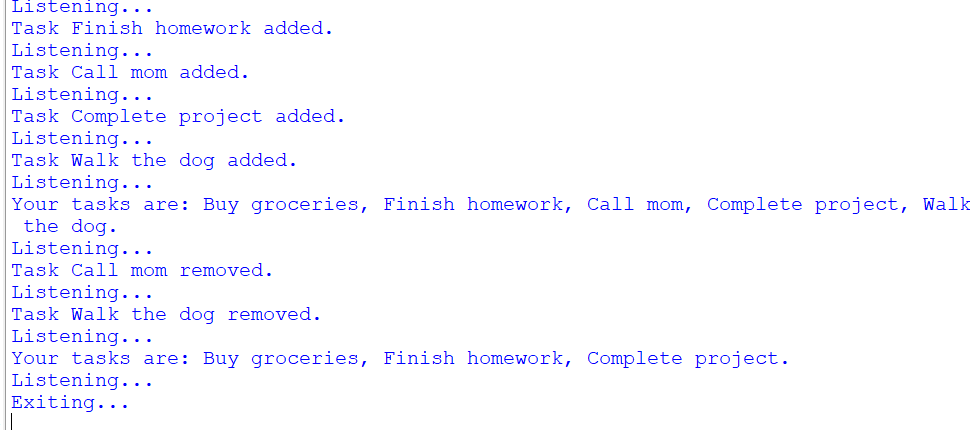 Listening...
Task Finish homework added.
Listening...
Task Call mom added.
Listening...
Task Complete project added.
Listening...
Task Walk the dog added.
Listening...
Your tasks are: Buy groceries, Finish homework, Call mom, Complete project, Walk
the dog.
Listening...
Task Call mom removed.
Listening...
Task Walk the dog removed.
Listening...
Your tasks are: Buy groceries, Finish homework, Complete project.
Listening...
Exiting...